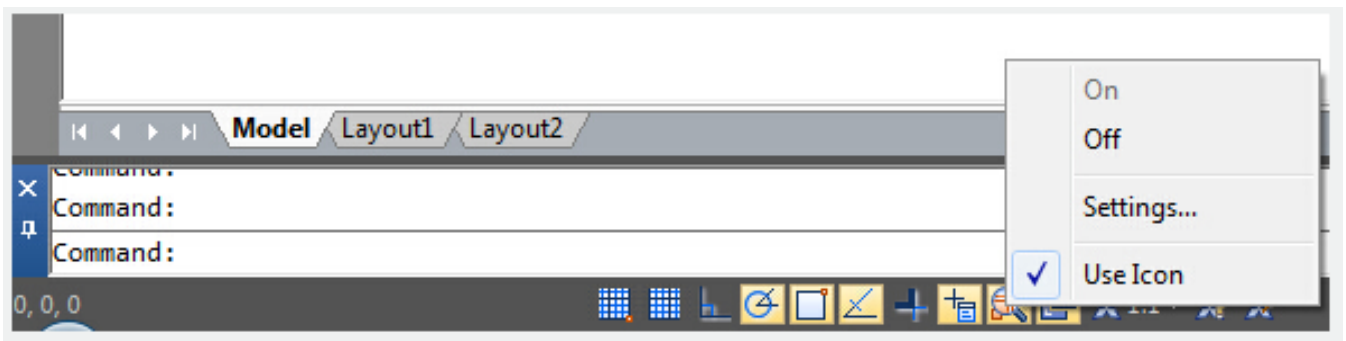 On
Off
Settings...
Use Icon
Model Layout1 Layout2
Command:
Command:
Command:
0, 0, 0